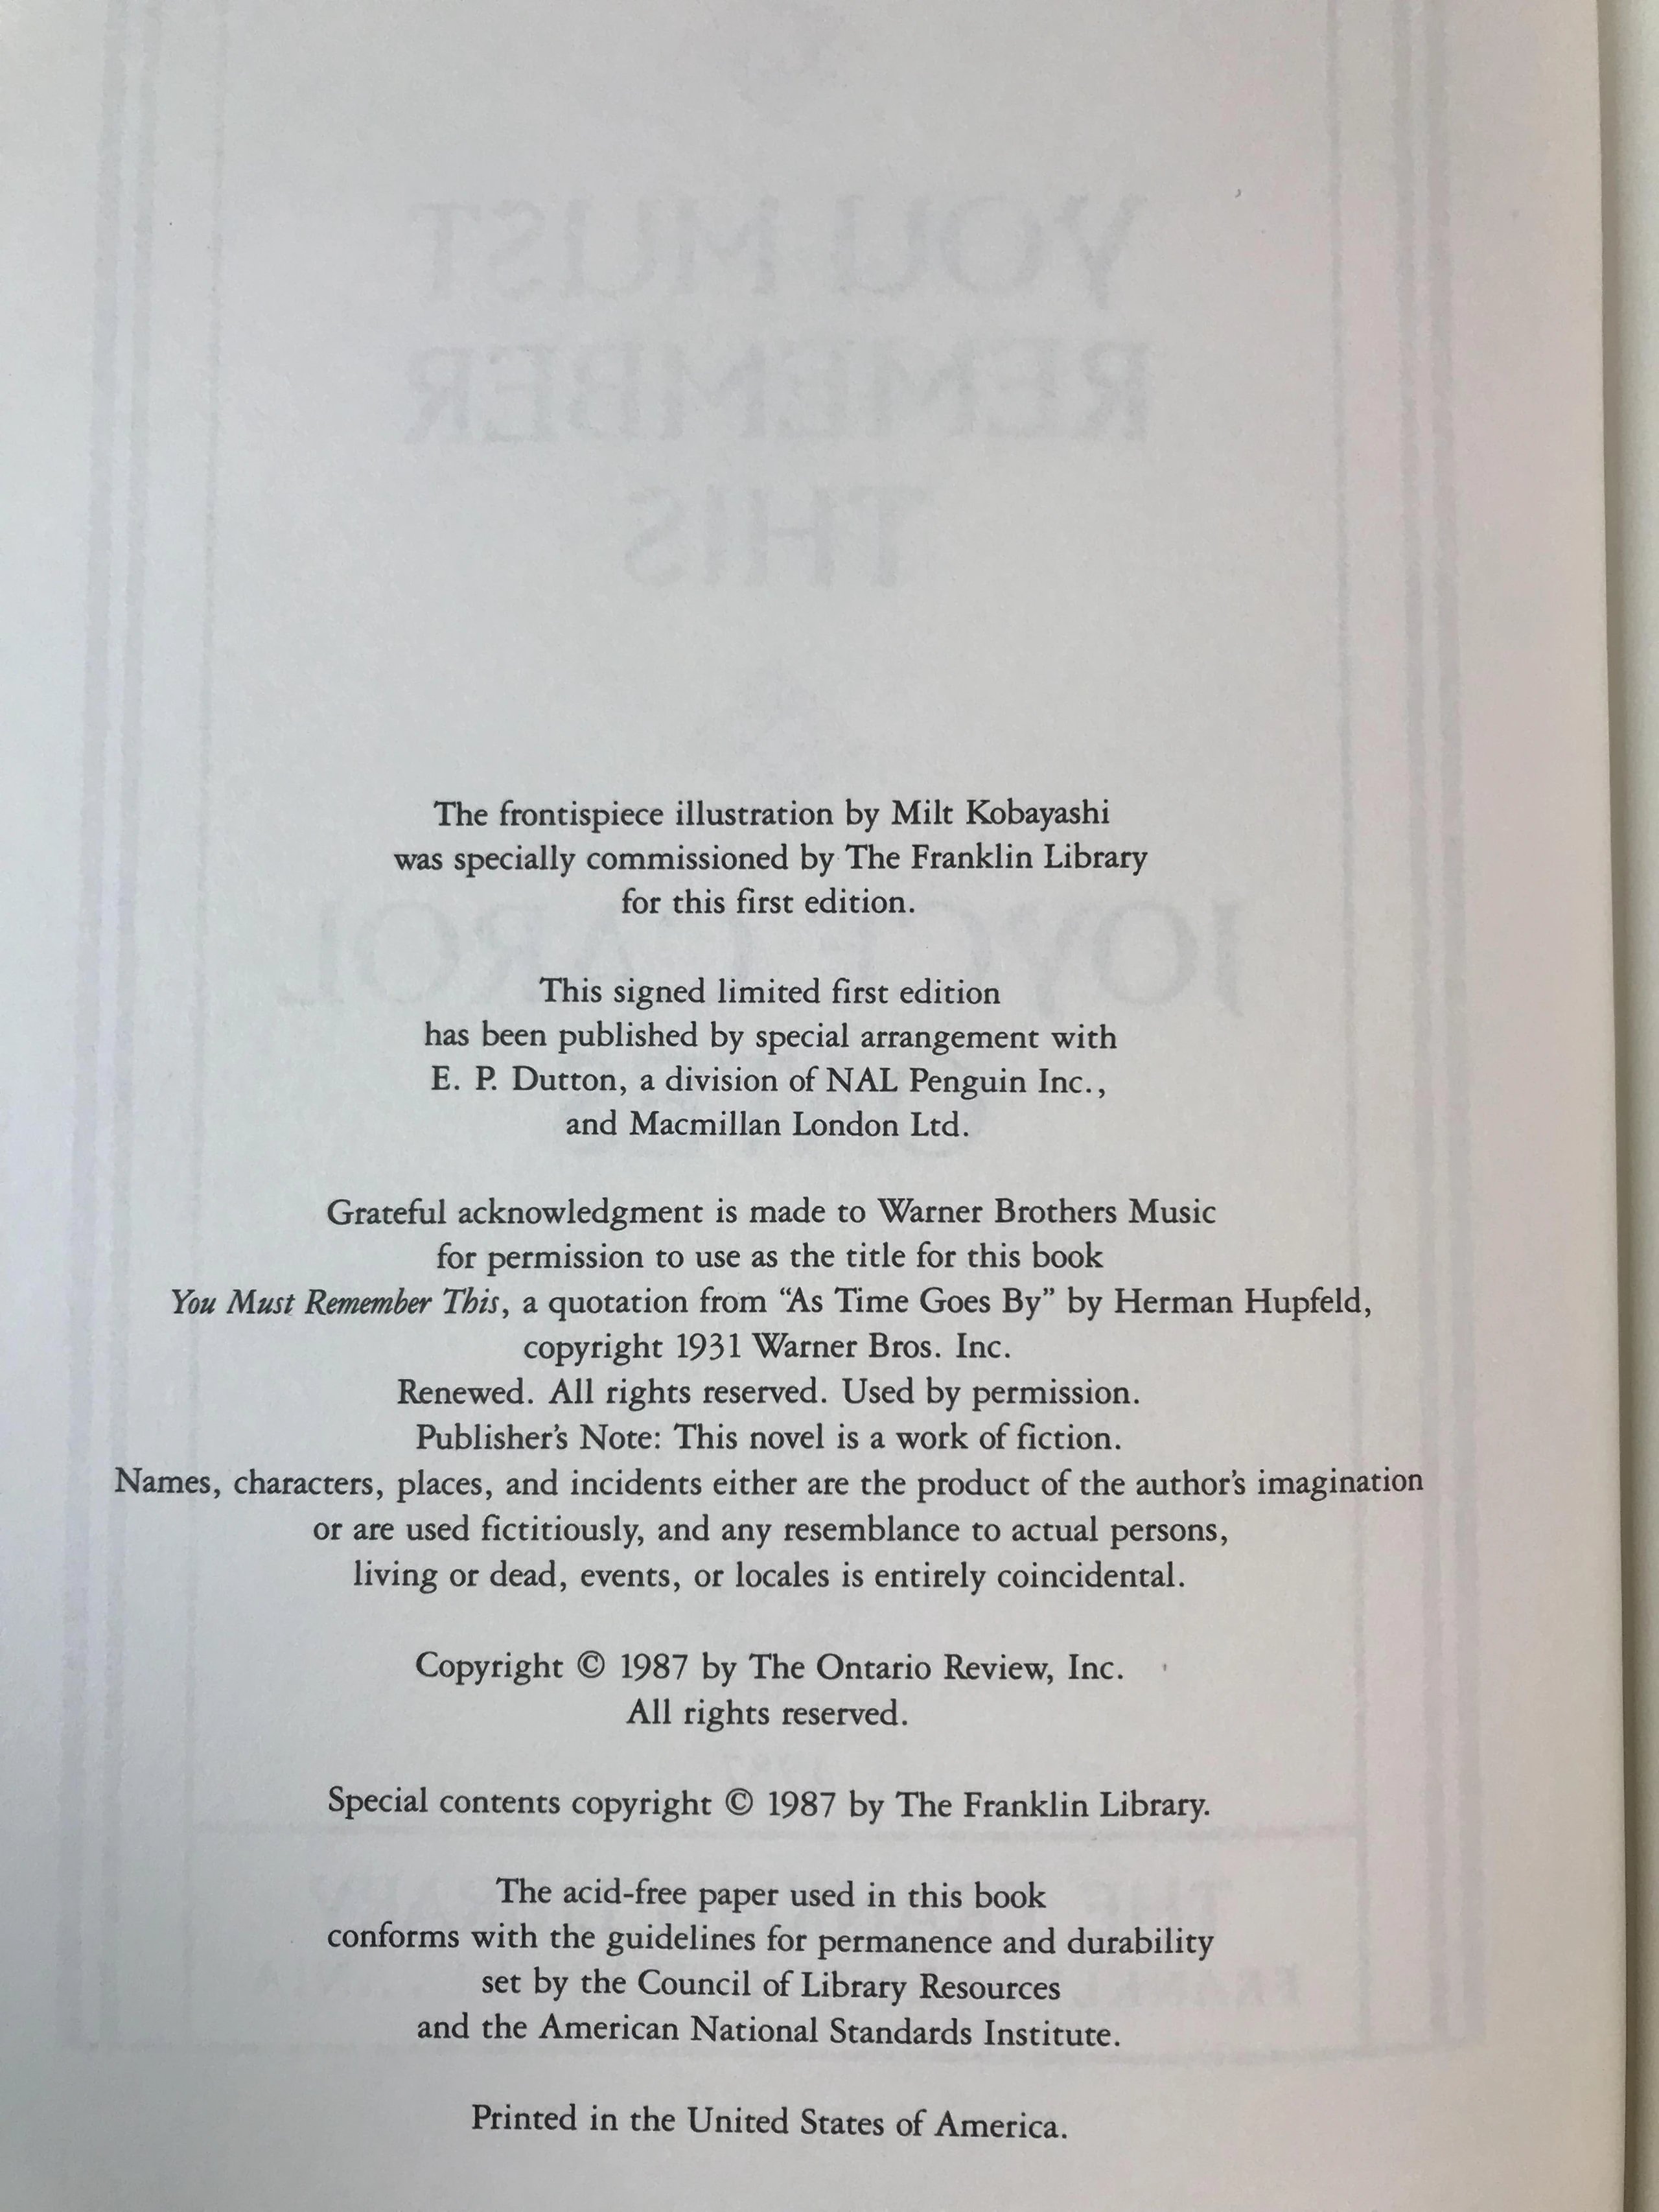 YOU MUST
REMEMBER
THIS
The frontispiece illustration by Milt Kobayashi
was specially commissioned by The Franklin Library
for this first edition.
JOYCE CAROL
This signed limited first edition
has been published by special arrangement with
E. P. Dutton, a division of NAL Penguin Inc.,
and Macmillan London Ltd.
Grateful acknowledgment is made to Warner Brothers Music
for permission to use as the title for this book
You Must Remember This, a quotation from “As Time Goes By” by Herman Hupfeld,
copyright 1931 Warner Bros. Inc.
Renewed. All rights reserved. Used by permission.
Publisher’s Note: This novel is a work of fiction.
Names, characters, places, and incidents either are the product of the author’s imagination
or are used fictitiously, and any resemblance to actual persons,
living or dead, events, or locales is entirely coincidental.
Copyright © 1987 by The Ontario Review, Inc.
All rights reserved.
Special contents copyright © 1987 by The Franklin Library.
The acid-free paper used in this book
conforms with the guidelines for permanence and durability
set by the Council of Library Resources
and the American National Standards Institute.
Printed in the United States of America.